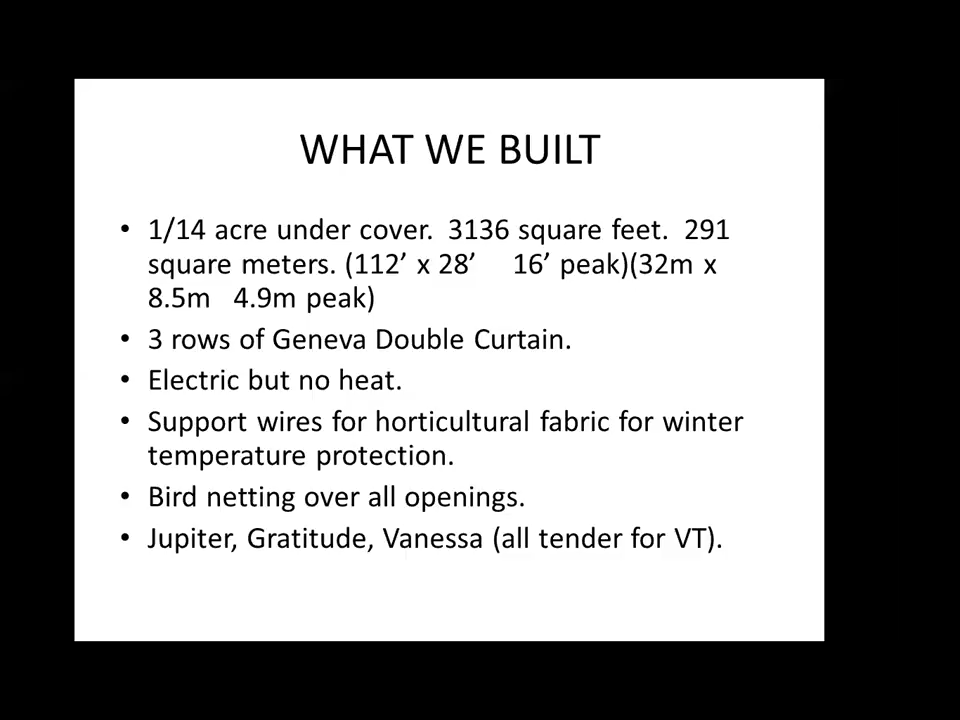 WHAT WE BUILT
• 1/14 acre under cover.  3136 square feet.  291
square meters. (112’ x 28’     16’ peak)(32m x
8.5m   4.9m peak)
• 3 rows of Geneva Double Curtain.
• Electric but no heat.
• Support wires for horticultural fabric for winter
temperature protection.
• Bird netting over all openings.
• Jupiter, Gratitude, Vanessa (all tender for VT).